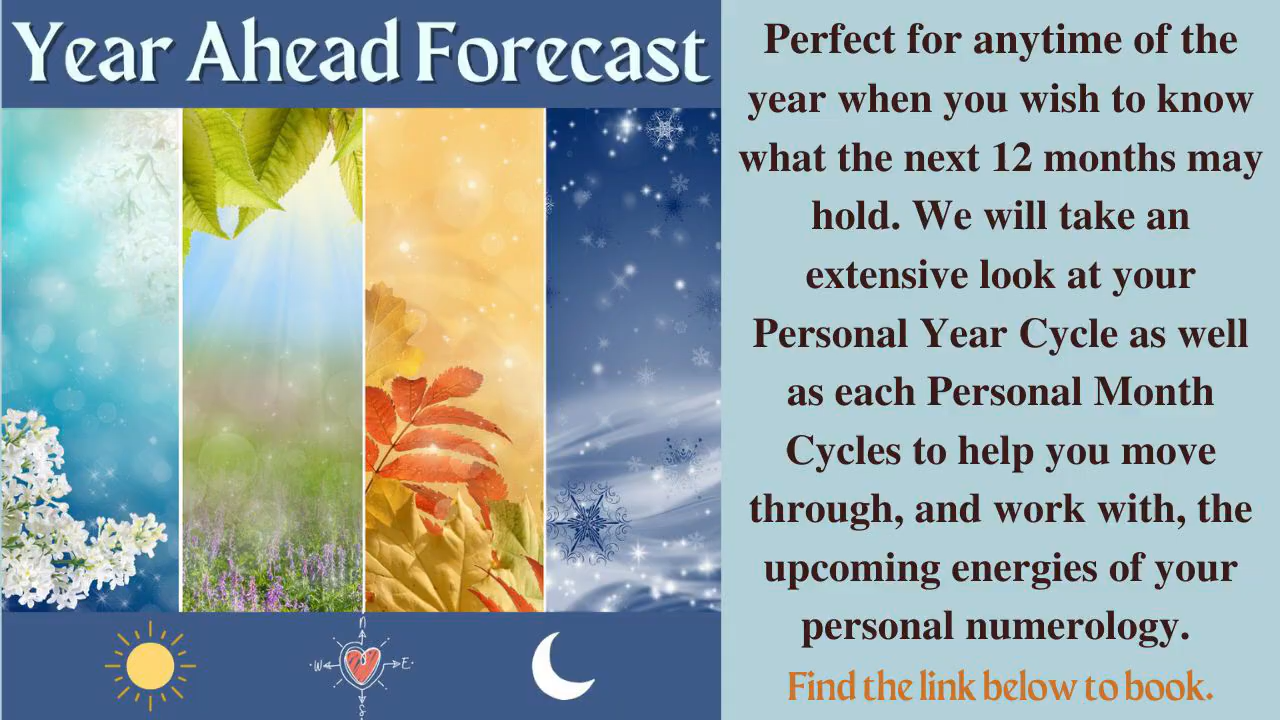 Year Ahead Forecast
Perfect for anytime of the
year when you wish to know
what the next 12 months may
hold. We will take an
extensive look at your
Personal Year Cycle as well
as each Personal Month
Cycles to help you move
through, and work with, the
upcoming energies of your
personal numerology.
Find the link below to book.
n
W E
s